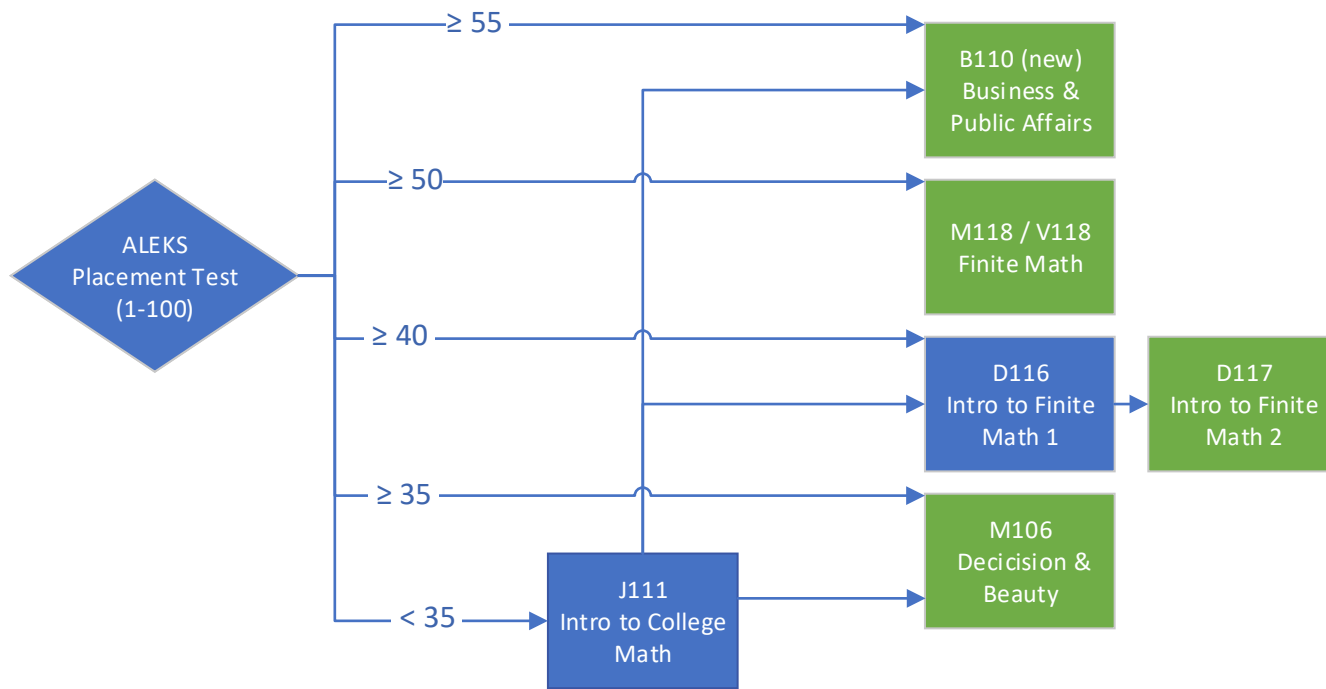 ≥ 55
B110 (new)
Business &
Public Affairs
≥ 50
M118 / V118
Finite Math
ALEKS
Placement Test
(1-100)
≥ 40
D116
Intro to Finite
Math 1
D117
Intro to Finite
Math 2
≥ 35
M106
Decicision &
Beauty
< 35
J111
Intro to College
Math